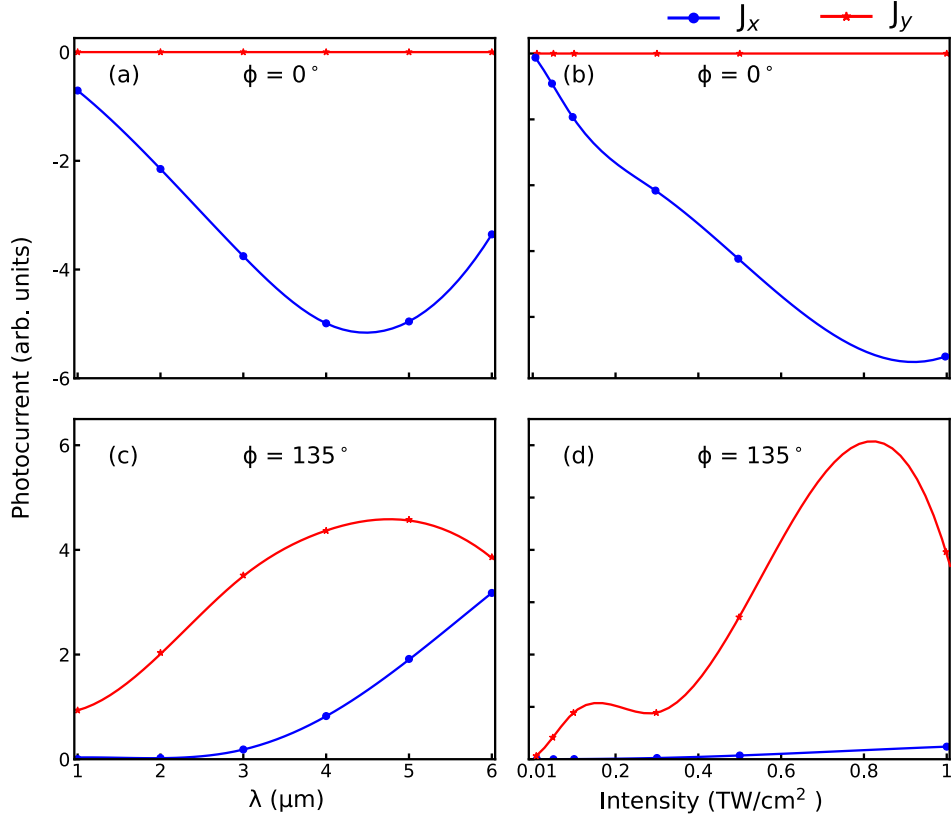 J_x J_y
(a) ϕ = 0°
(b) ϕ = 0°
0
-2
-4
-6
Photocurrent (arb. units)
(c) ϕ = 135°
(d) ϕ = 135°
6
4
2
0
1 2 3 4 5 6
0.01 0.2 0.4 0.6 0.8 1
λ (μm)
Intensity (TW/cm²)